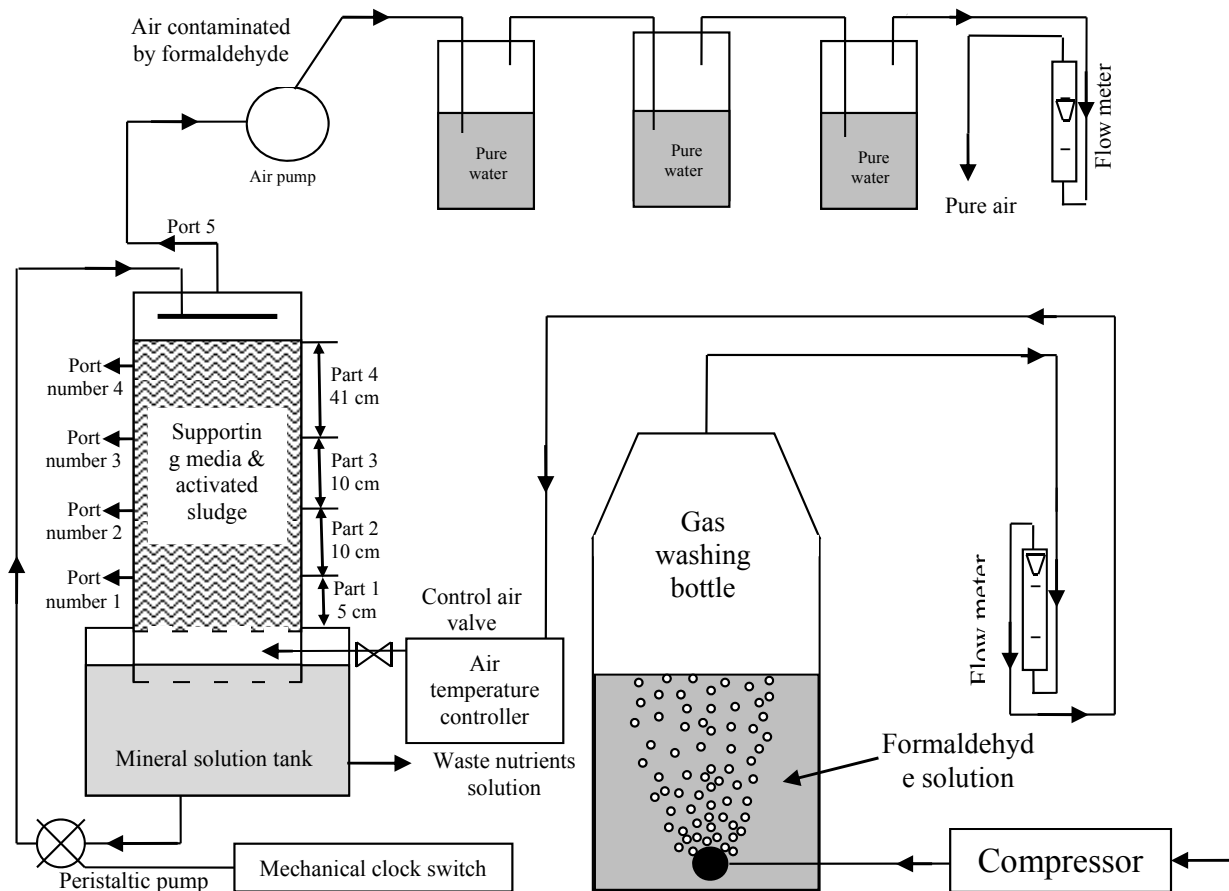 Air contaminated
by formaldehyde
Air pump
Pure
water
Pure
water
Pure
water
Flow meter
Pure air
Port 5
Port
number 4
Port
number 3
Port
number 2
Port
number 1
Supportin
g media &
activated
sludge
Part 4
41 cm
Part 3
10 cm
Part 2
10 cm
Part 1
5 cm
Control air
valve
Air
temperature
controller
Gas
washing
bottle
Flow meter
Mineral solution tank
Waste nutrients
solution
Formaldehyd
e solution
Peristaltic pump
Mechanical clock switch
Compressor